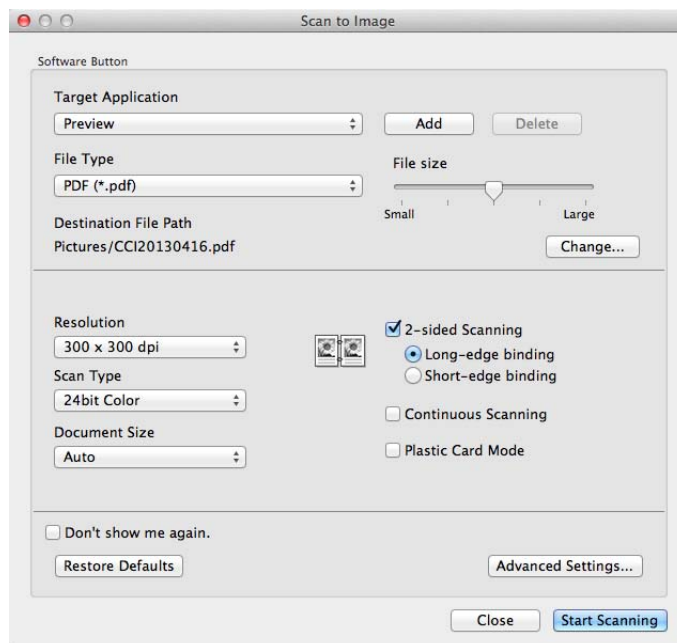 Scan to Image
Software Button
Target Application
Preview
Add
Delete
File Type
File size
PDF (*.pdf)
Small
Large
Destination File Path
Pictures/CCI20130416.pdf
Change...
Resolution
2-sided Scanning
300 x 300 dpi
Long-edge binding
Scan Type
Short-edge binding
24bit Color
Continuous Scanning
Document Size
Auto
Plastic Card Mode
Don't show me again.
Restore Defaults
Advanced Settings...
Close
Start Scanning